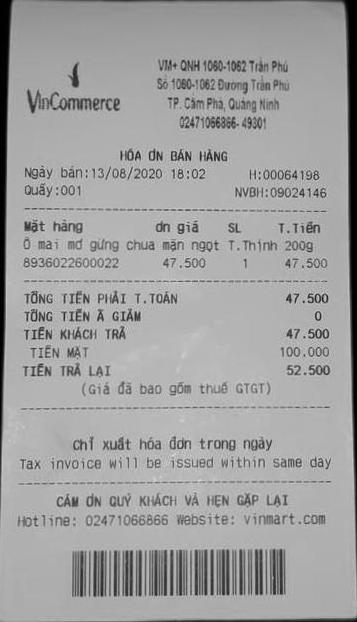 VinCommerce
VM+ QNH 1060-1062 Trần Phú
Số 1060-1062 Đường Trần Phú
TP. Cẩm Phả, Quảng Ninh
02471066866- 49301
HÓA ƠN BÁN HÀNG
Ngày bán:13/08/2020 18:02 H:00064198
Quầy:001 NVBH:09024146
Mặt hàng ơn giá SL T.Tiền
Ô mai mơ gừng chua mặn ngọt T.Thịnh 200g
8936022600022 47.500 1 47.500
TỔNG TIỀN PHẢI T.TOÁN 47.500
TỔNG TIỀN Ã GIẢM 0
TIỀN KHÁCH TRẢ 47.500
TIỀN MẶT 100.000
TIỀN TRẢ LẠI 52.500
(Giá đã bao gồm thuế GTGT)
Chỉ xuất hóa đơn trong ngày
Tax invoice will be issued within same day
CẢM ƠN QUÝ KHÁCH VÀ HẸN GẶP LẠI
Hotline: 02471066866 Website: vinmart.com